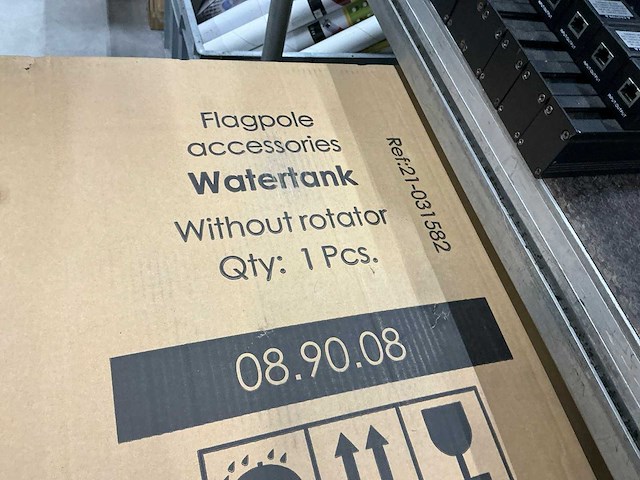 Flagpole
accessories
Watertank
Without rotator
Qty: 1 Pcs.
Ref:21-031582
08.90.08